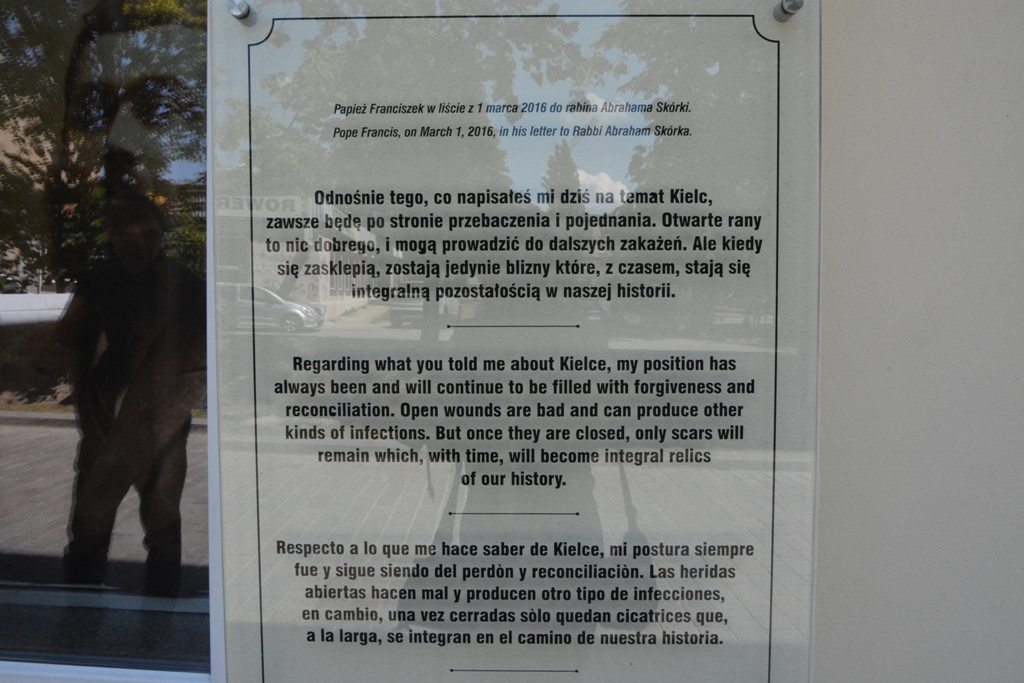 Papież Franciszek w liście z 1 marca 2016 do rabina Abrahama Skórki.
Pope Francis, on March 1, 2016, in his letter to Rabbi Abraham Skórka.
Odnośnie tego, co napisałeś mi dziś na temat Kielc,
zawsze będę po stronie przebaczenia i pojednania. Otwarte rany
to nic dobrego, i mogą prowadzić do dalszych zakażeń. Ale kiedy
się zasklepią, zostają jedynie blizny które, z czasem, stają się
integralną pozostałością w naszej historii.
Regarding what you told me about Kielce, my position has
always been and will continue to be filled with forgiveness and
reconciliation. Open wounds are bad and can produce other
kinds of infections. But once they are closed, only scars will
remain which, with time, will become integral relics
of our history.
Respecto a lo que me hace saber de Kielce, mi postura siempre
fue y sigue siendo del perdòn y reconciliaciòn. Las heridas
abiertas hacen mal y producen otro tipo de infecciones,
en cambio, una vez cerradas sòlo quedan cicatrices que,
a la larga, se integran en el camino de nuestra historia.